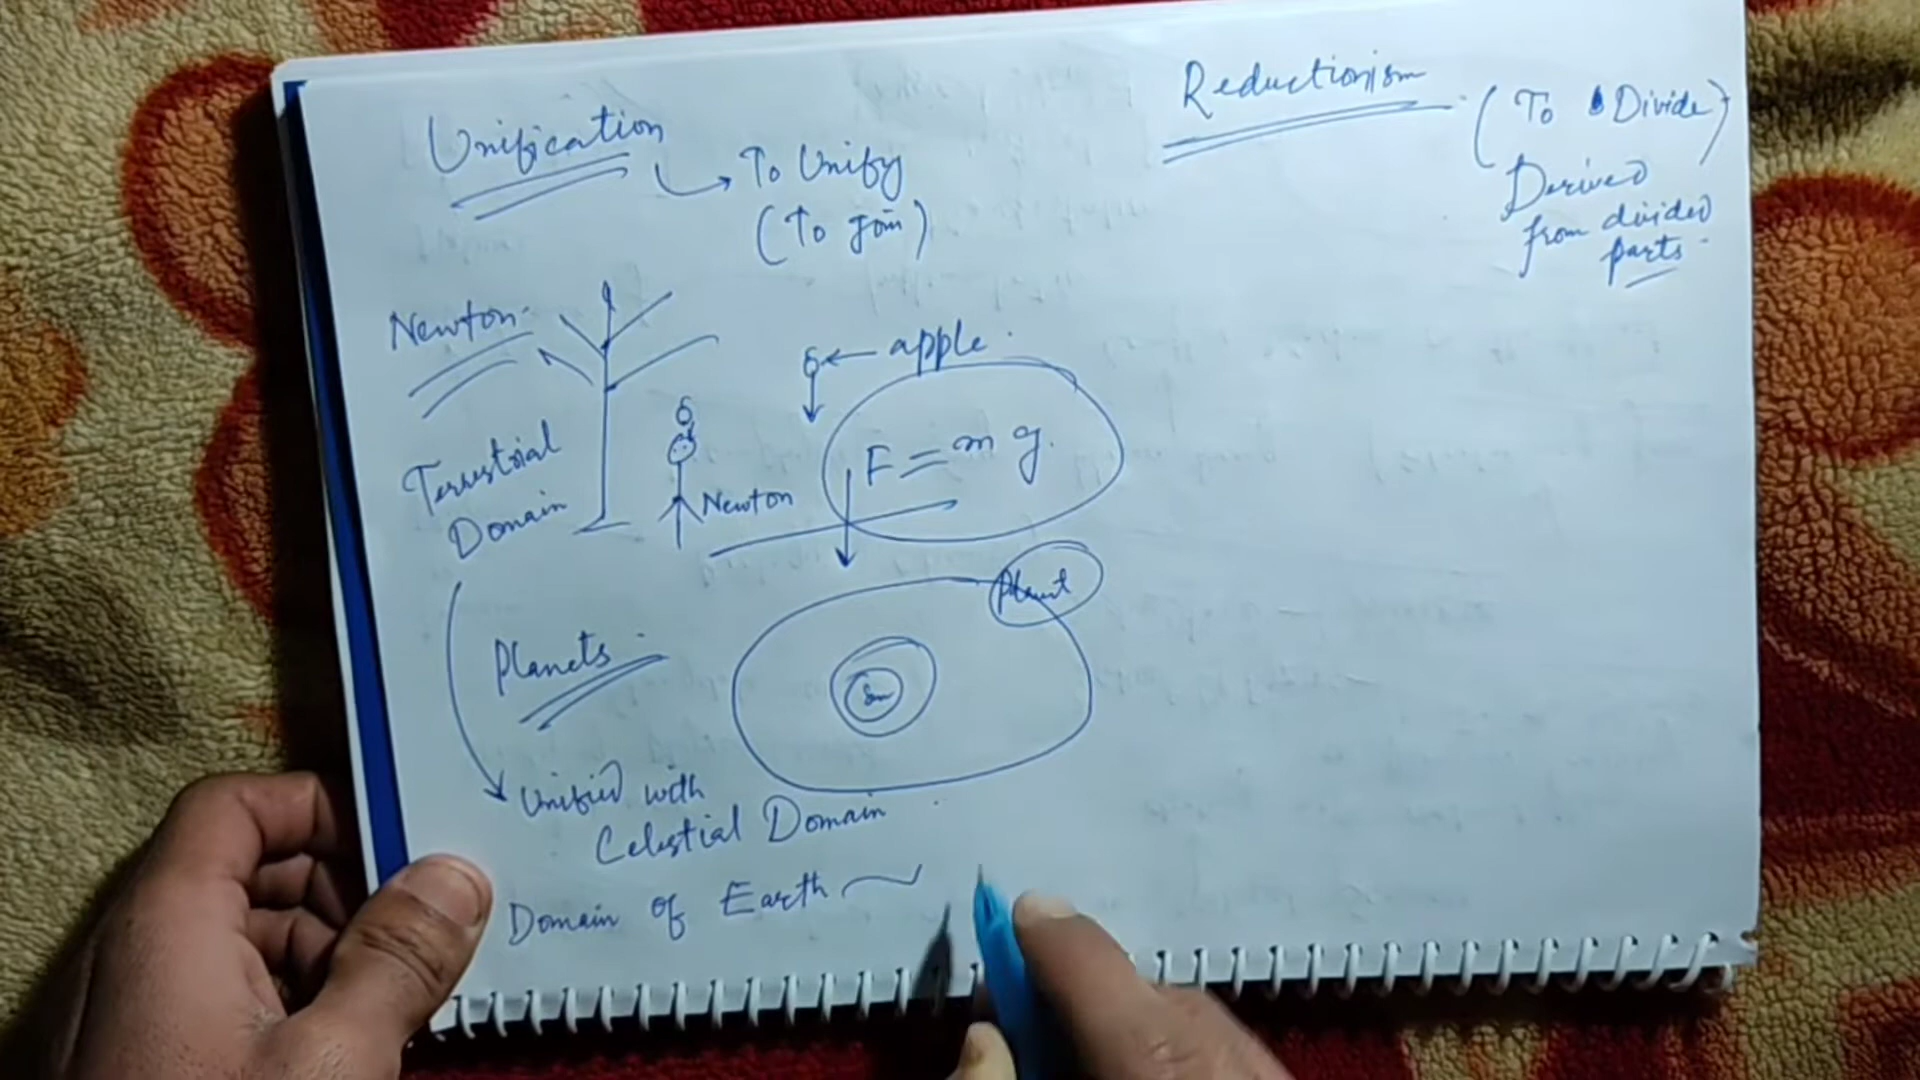 Unification
To Unify
(To join)
Reductionism
(To Divide)
Derived
from divided
parts.
Newton.
apple.
F = mg.
Newton
Terrestrial
Domain
Planet
Planets.
Sun
Unified with
Celestial Domain
Domain of Earth